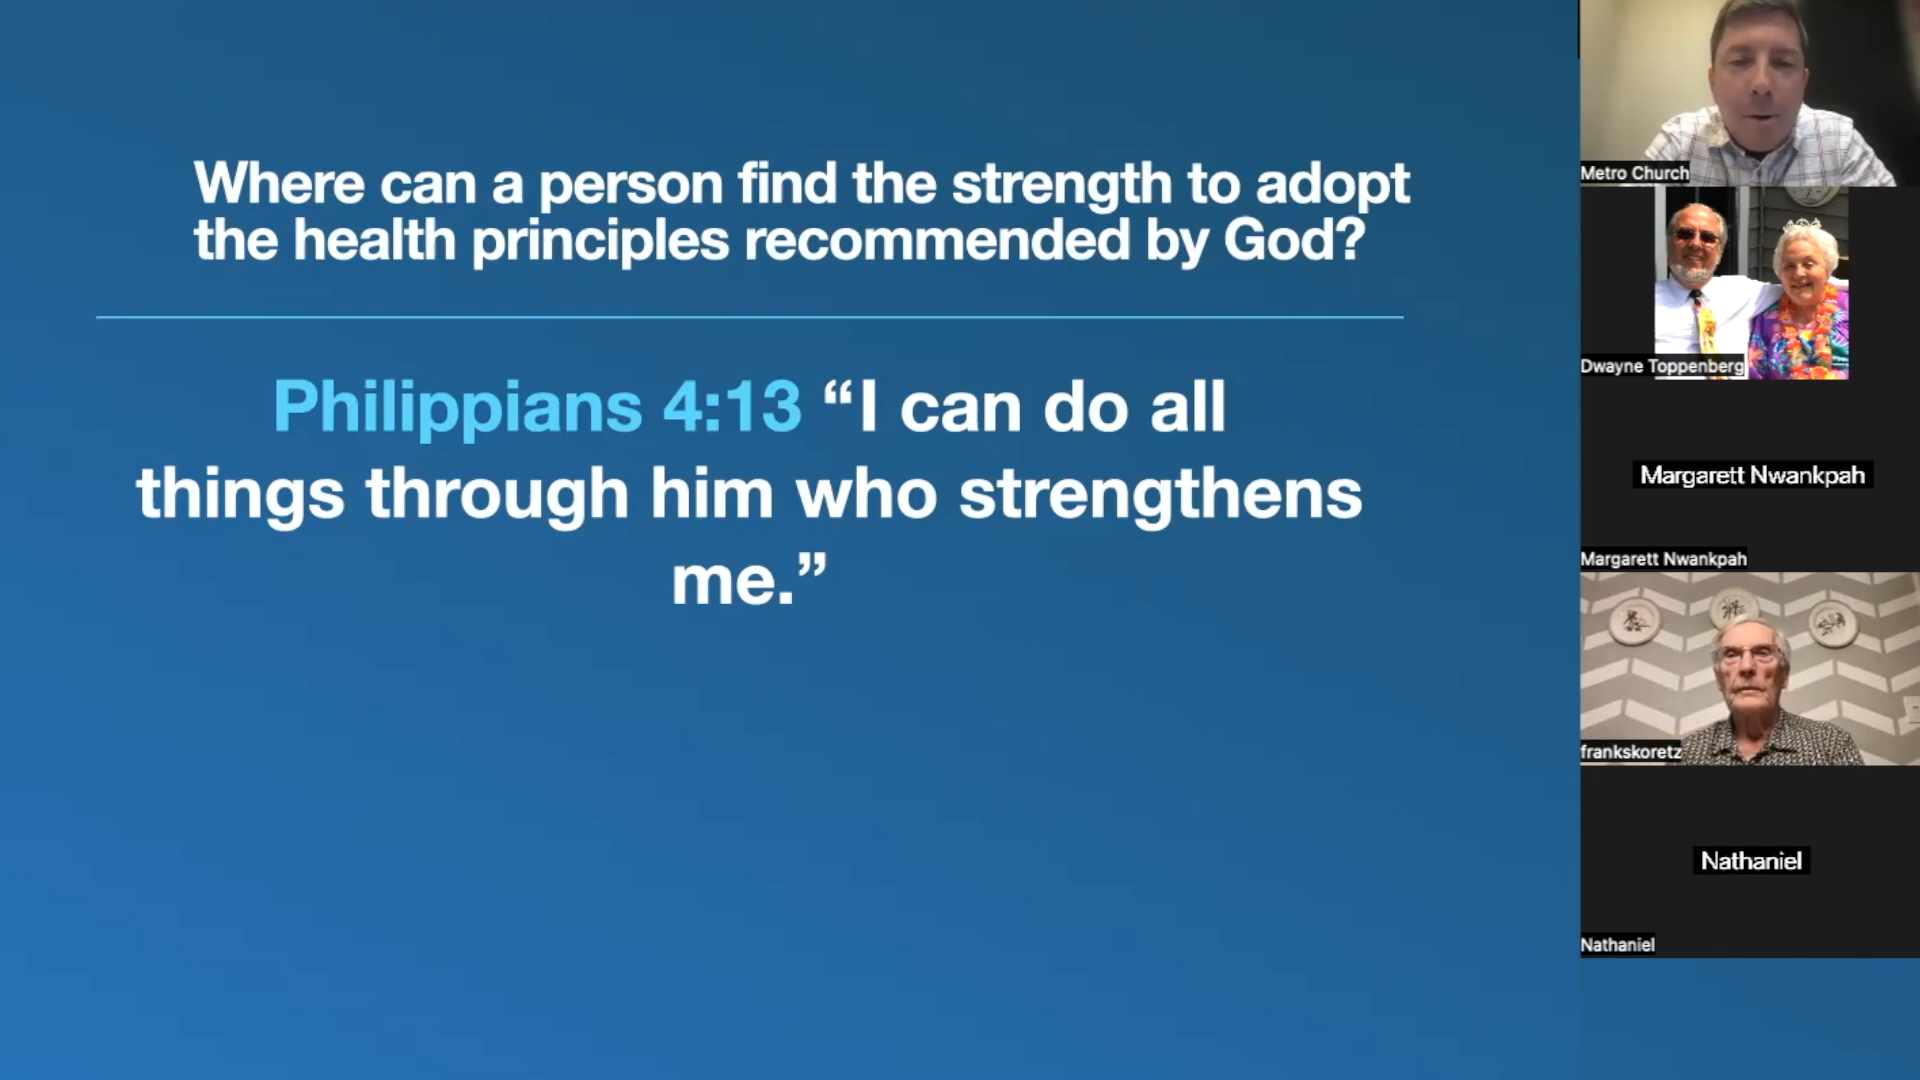 Where can a person find the strength to adopt
the health principles recommended by God?
Philippians 4:13 “I can do all
things through him who strengthens
me.”
Metro Church
Dwayne Toppenberg
Margarett Nwankpah
Margarett Nwankpah
frankskoretz
Nathaniel
Nathaniel